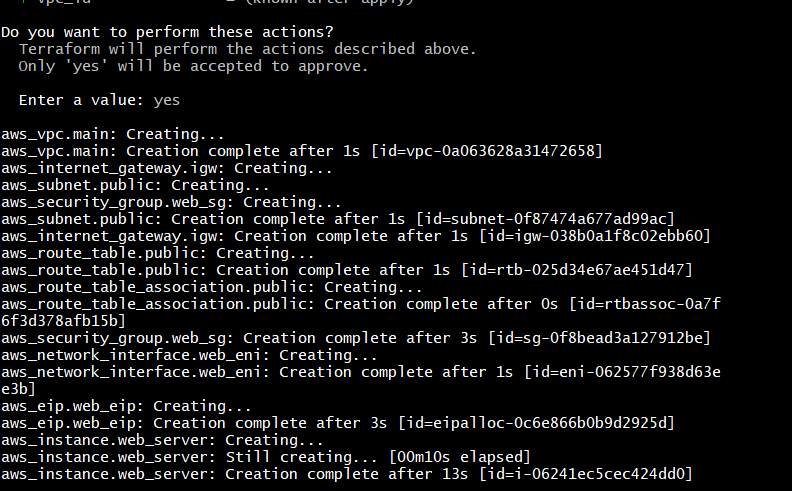 = (known after apply)
Do you want to perform these actions?
  Terraform will perform the actions described above.
  Only 'yes' will be accepted to approve.
  Enter a value: yes
aws_vpc.main: Creating...
aws_vpc.main: Creation complete after 1s [id=vpc-0a063628a31472658]
aws_internet_gateway.igw: Creating...
aws_subnet.public: Creating...
aws_security_group.web_sg: Creating...
aws_subnet.public: Creation complete after 1s [id=subnet-0f87474a677ad99ac]
aws_internet_gateway.igw: Creation complete after 1s [id=igw-038b0a1f8c02ebb60]
aws_route_table.public: Creating...
aws_route_table.public: Creation complete after 1s [id=rtb-025d34e67ae451d47]
aws_route_table_association.public: Creating...
aws_route_table_association.public: Creation complete after 0s [id=rtbassoc-0a7f
6f3d378afb15b]
aws_security_group.web_sg: Creation complete after 3s [id=sg-0f8bead3a127912be]
aws_network_interface.web_eni: Creating...
aws_network_interface.web_eni: Creation complete after 1s [id=eni-062577f938d63e
e3b]
aws_eip.web_eip: Creating...
aws_eip.web_eip: Creation complete after 3s [id=eipalloc-0c6e866b0b9d2925d]
aws_instance.web_server: Creating...
aws_instance.web_server: Still creating... [00m10s elapsed]
aws_instance.web_server: Creation complete after 13s [id=i-06241ec5cec424dd0]